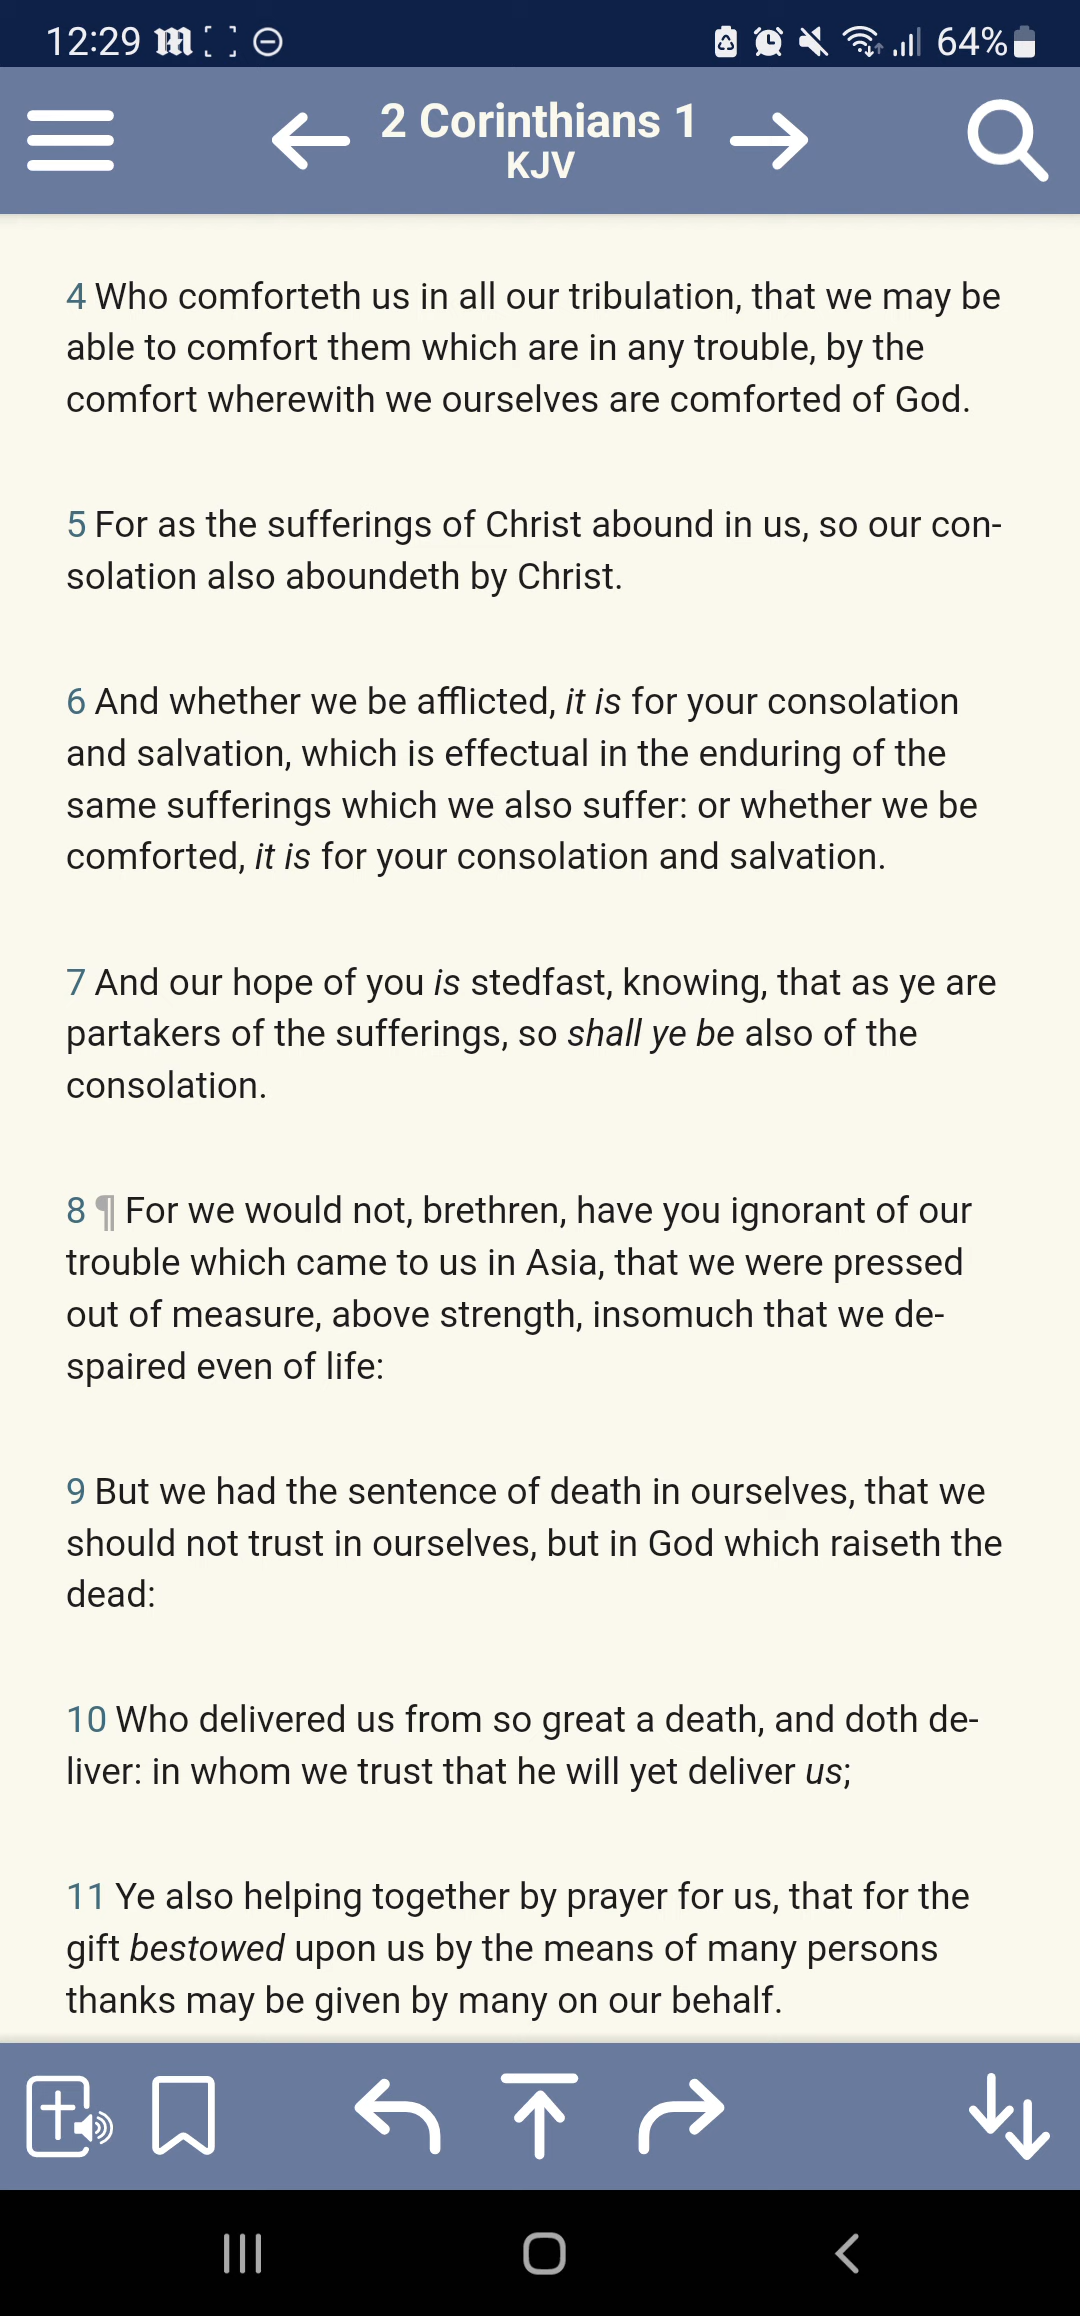 12:29
64%
2 Corinthians 1
KJV
4 Who comforteth us in all our tribulation, that we may be
able to comfort them which are in any trouble, by the
comfort wherewith we ourselves are comforted of God.
5 For as the sufferings of Christ abound in us, so our con-
solation also aboundeth by Christ.
6 And whether we be afflicted, it is for your consolation
and salvation, which is effectual in the enduring of the
same sufferings which we also suffer: or whether we be
comforted, it is for your consolation and salvation.
7 And our hope of you is stedfast, knowing, that as ye are
partakers of the sufferings, so shall ye be also of the
consolation.
8 ¶ For we would not, brethren, have you ignorant of our
trouble which came to us in Asia, that we were pressed
out of measure, above strength, insomuch that we de-
spaired even of life:
9 But we had the sentence of death in ourselves, that we
should not trust in ourselves, but in God which raiseth the
dead:
10 Who delivered us from so great a death, and doth de-
liver: in whom we trust that he will yet deliver us;
11 Ye also helping together by prayer for us, that for the
gift bestowed upon us by the means of many persons
thanks may be given by many on our behalf.